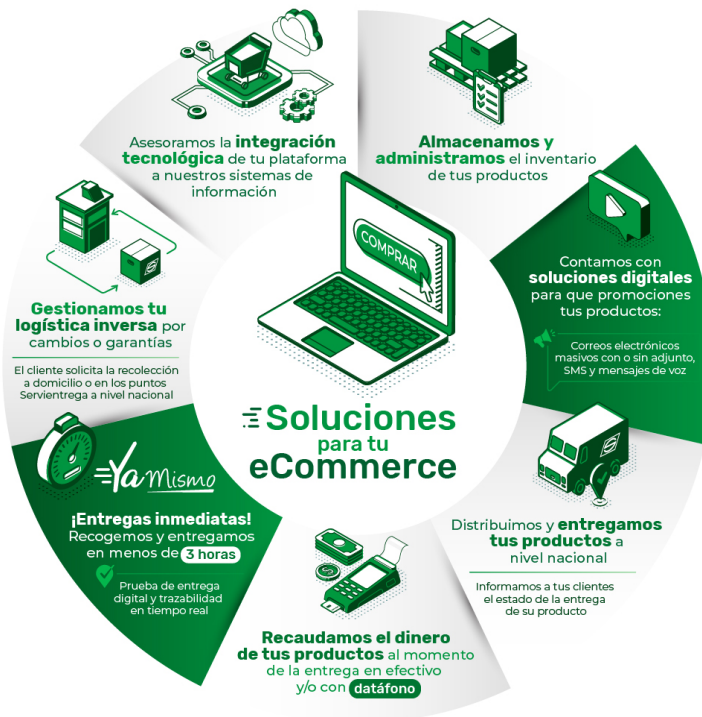 Asesoramos la integración
tecnológica de tu plataforma
a nuestros sistemas de
información
Almacenamos y
administramos el inventario
de tus productos
Contamos con
soluciones digitales
para que promociones
tus productos:
Correos electrónicos
masivos con o sin adjunto,
SMS y mensajes de voz
Distribuimos y entregamos
tus productos a
nivel nacional
Informamos a tus clientes
el estado de la entrega
de su producto
Recaudamos el dinero
de tus productos al momento
de la entrega en efectivo
y/o con datáfono
Ya Mismo
¡Entregas inmediatas!
Recogemos y entregamos
en menos de 3 horas
Prueba de entrega
digital y trazabilidad
en tiempo real
Gestionamos tu
logística inversa por
cambios o garantías
El cliente solicita la recolección
a domicilio o en los puntos
Servientrega a nivel nacional
COMPRAR
Soluciones
para tu
eCommerce